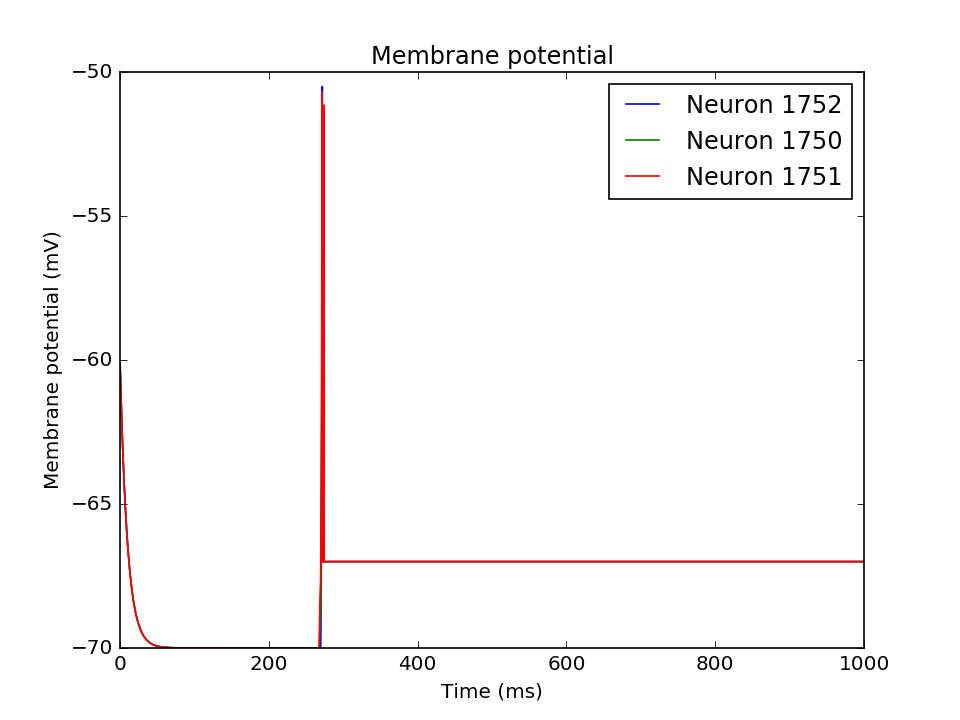 Membrane potential
Neuron 1752
Neuron 1750
Neuron 1751
Membrane potential (mV)
−50
−55
−60
−65
−70
0 200 400 600 800 1000
Time (ms)